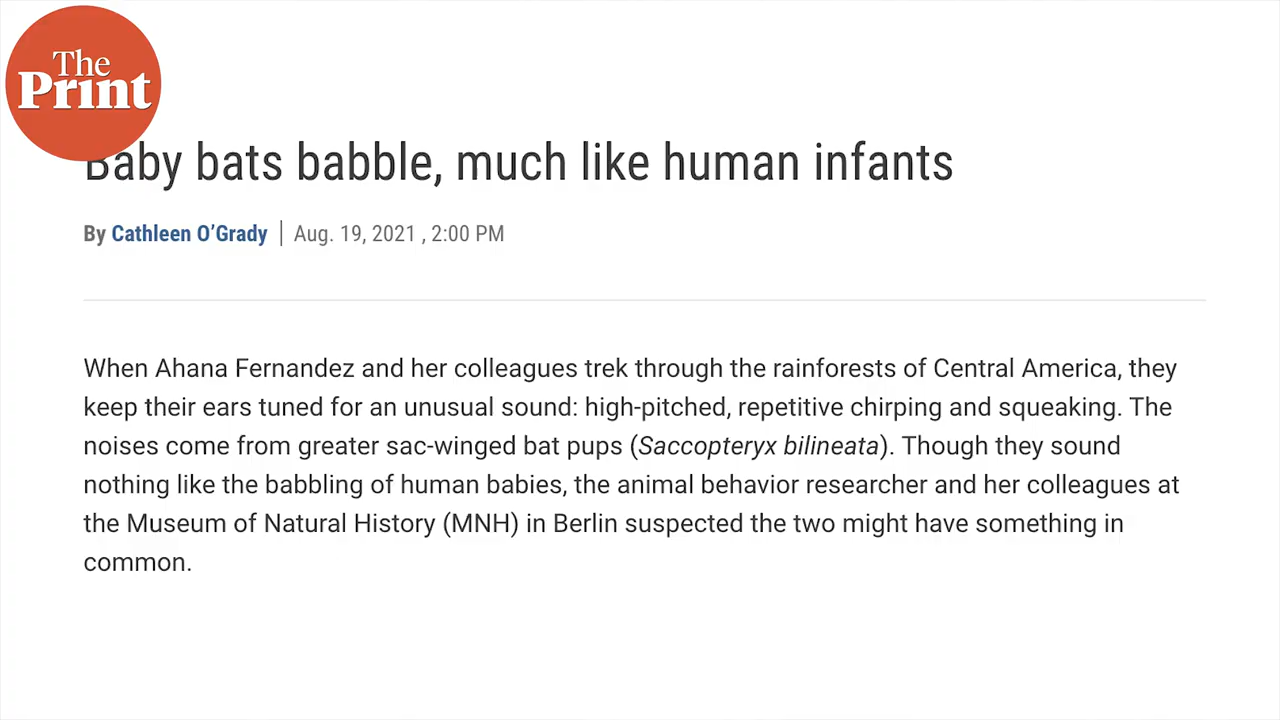 The
Print
Baby bats babble, much like human infants
By Cathleen O’Grady | Aug. 19, 2021 , 2:00 PM
When Ahana Fernandez and her colleagues trek through the rainforests of Central America, they
keep their ears tuned for an unusual sound: high-pitched, repetitive chirping and squeaking. The
noises come from greater sac-winged bat pups (Saccopteryx bilineata). Though they sound
nothing like the babbling of human babies, the animal behavior researcher and her colleagues at
the Museum of Natural History (MNH) in Berlin suspected the two might have something in
common.